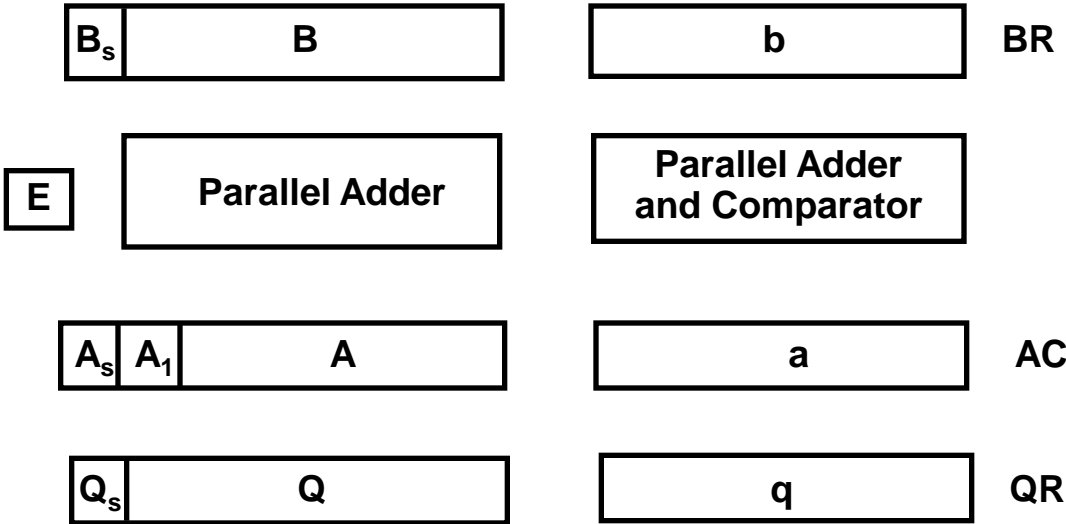 Bs B b BR
E Parallel Adder Parallel Adder
and Comparator
As A1 A a AC
Qs Q q QR